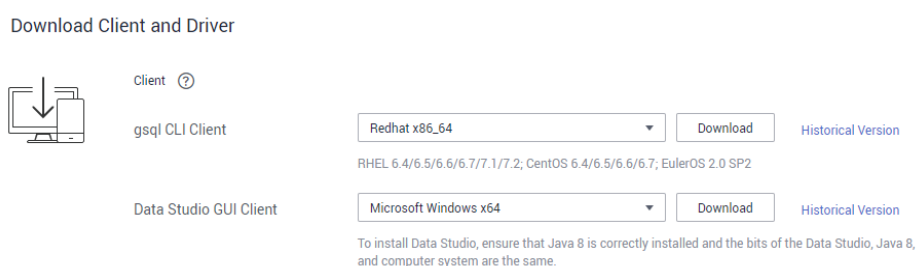 Download Client and Driver
Client ?
gsql CLI Client Redhat x86_64 Download Historical Version
RHEL 6.4/6.5/6.6/6.7/7.1/7.2; CentOS 6.4/6.5/6.6/6.7; EulerOS 2.0 SP2
Data Studio GUI Client Microsoft Windows x64 Download Historical Version
To install Data Studio, ensure that Java 8 is correctly installed and the bits of the Data Studio, Java 8,
and computer system are the same.